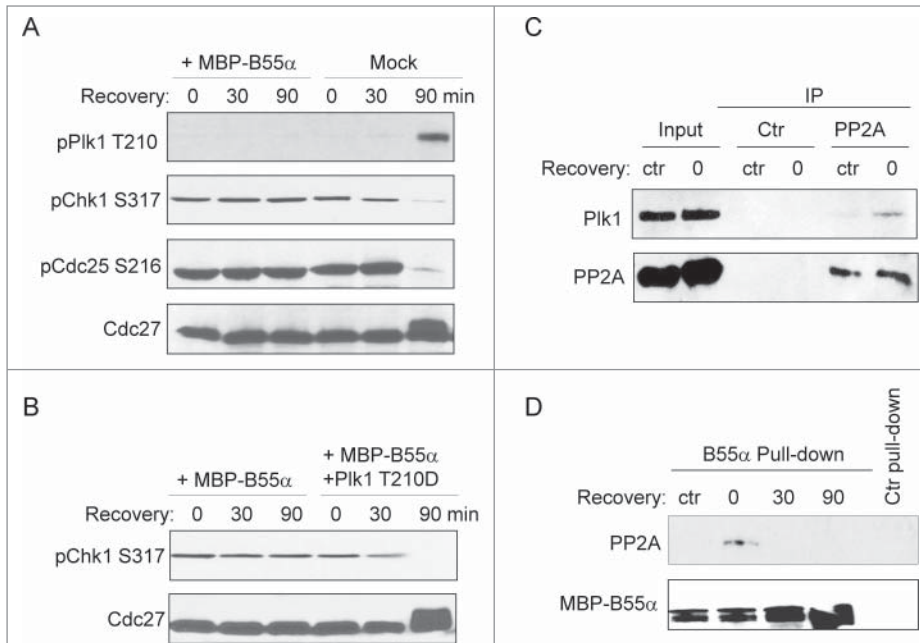 A
+ MBP-B55α Mock
Recovery: 0 30 90 0 30 90 min
pPlk1 T210
pChk1 S317
pCdc25 S216
Cdc27
B
+ MBP-B55α
+ MBP-B55α +Plk1 T210D
Recovery: 0 30 90 0 30 90 min
pChk1 S317
Cdc27
C
IP
Input Ctr PP2A
Recovery: ctr 0 ctr 0 ctr 0
Plk1
PP2A
D
B55α Pull-down
Ctr pull-down
Recovery: ctr 0 30 90
PP2A
MBP-B55α